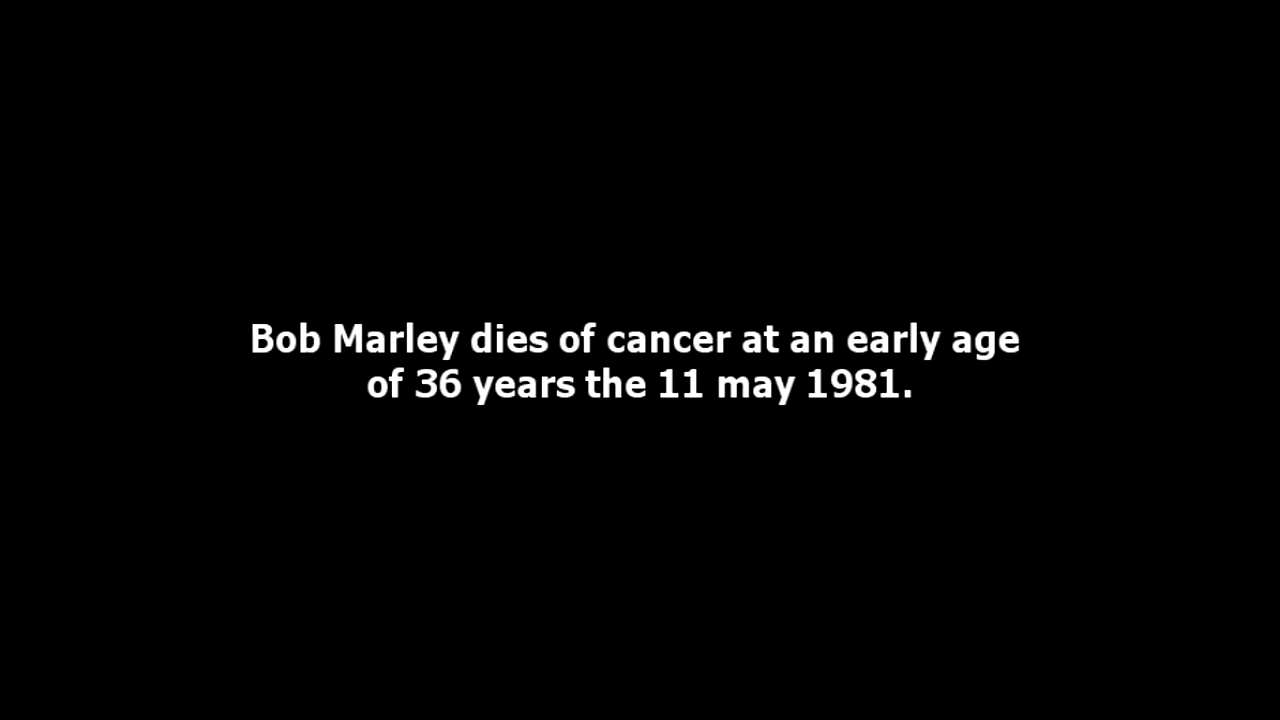 Bob Marley dies of cancer at an early age
of 36 years the 11 may 1981.